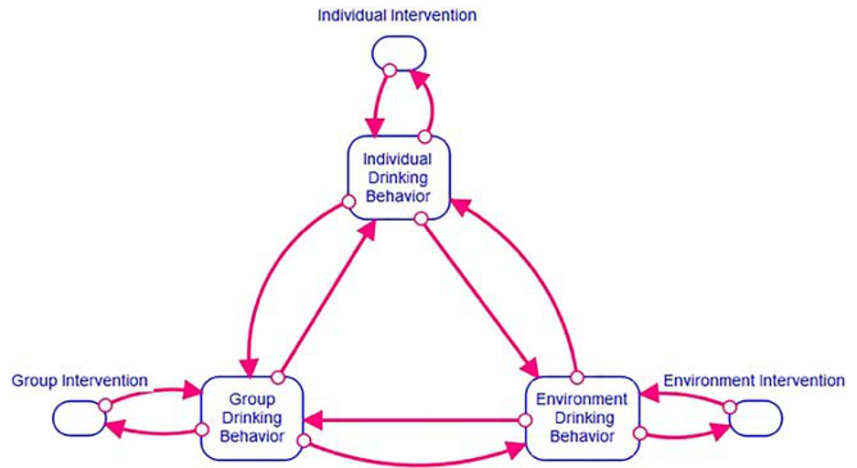 Individual Intervention
Individual
Drinking
Behavior
Group Intervention
Group
Drinking
Behavior
Environment
Drinking
Behavior
Environment Intervention